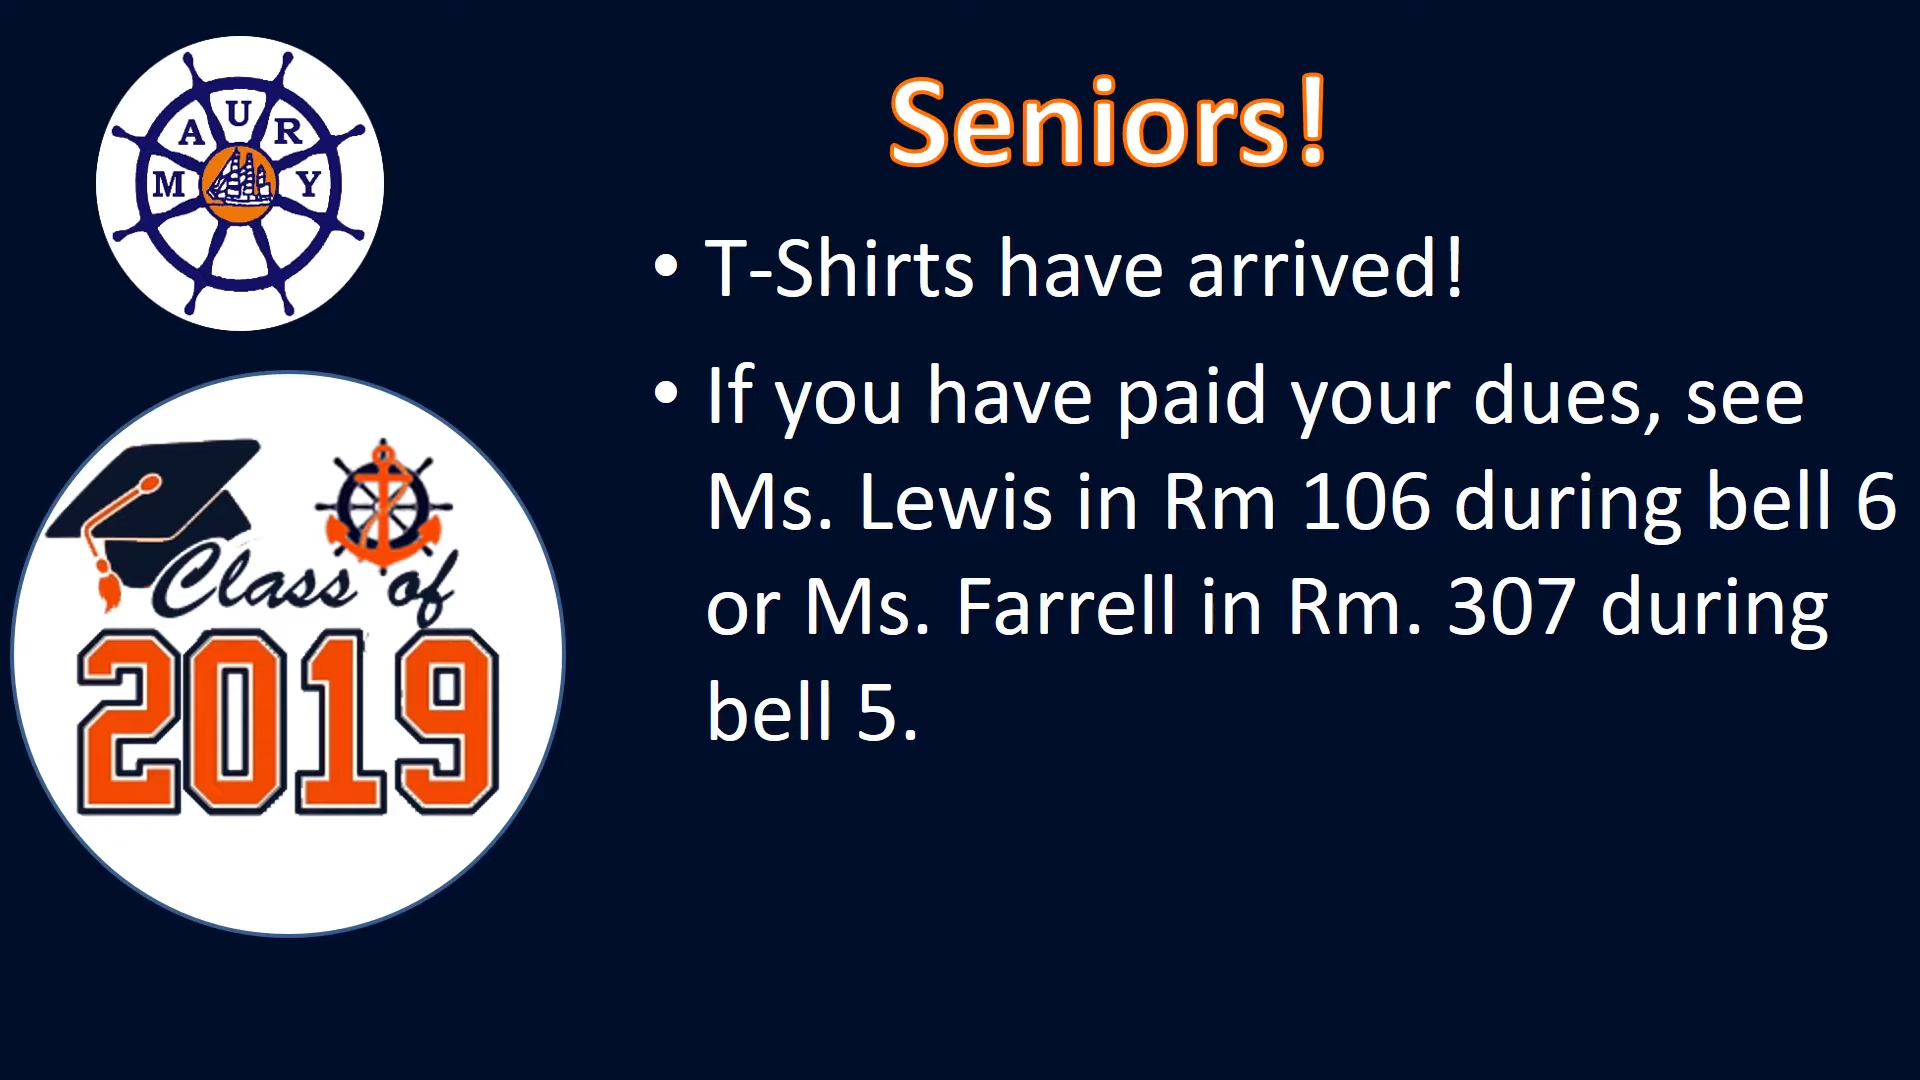 MAURY
Class of
2019
Seniors!
• T-Shirts have arrived!
• If you have paid your dues, see
Ms. Lewis in Rm 106 during bell 6
or Ms. Farrell in Rm. 307 during
bell 5.